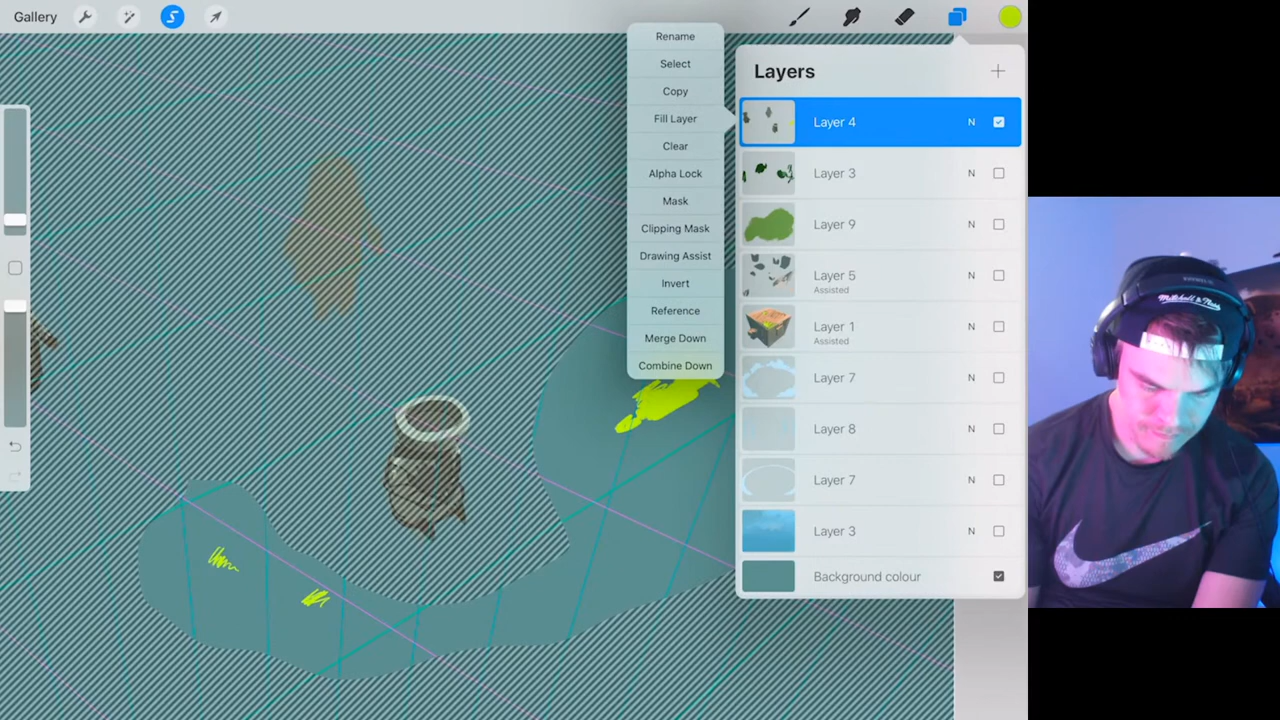 Gallery
S
Rename
Select
Copy
Fill Layer
Clear
Alpha Lock
Mask
Clipping Mask
Drawing Assist
Invert
Reference
Merge Down
Combine Down
Layers
Layer 4 N
Layer 3 N
Layer 9 N
Layer 5 N
Assisted
Layer 1 N
Assisted
Layer 7 N
Layer 8 N
Layer 7 N
Layer 3 N
Background colour
Mitchell & Ness